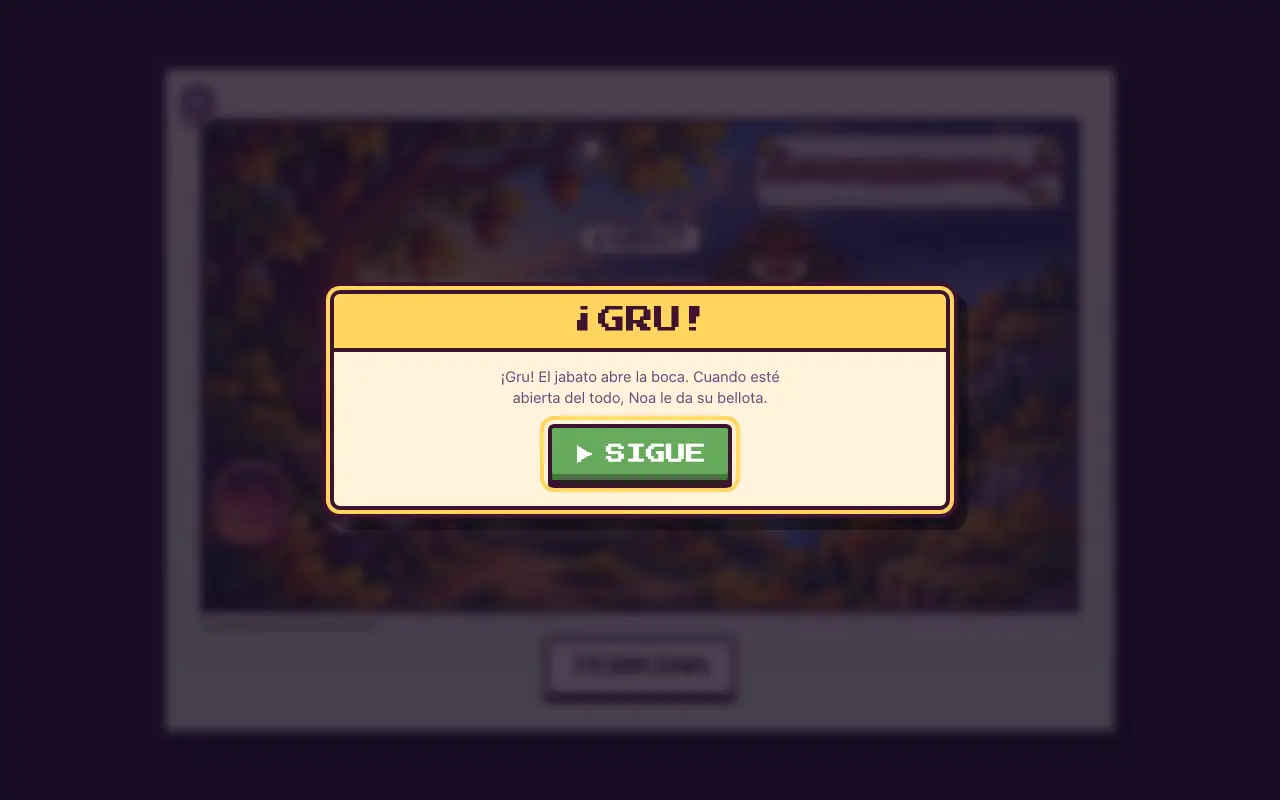 ¡GRU!
¡Gru! El jabato abre la boca. Cuando esté
abierta del todo, Noa le da su bellota.
▶ SIGUE